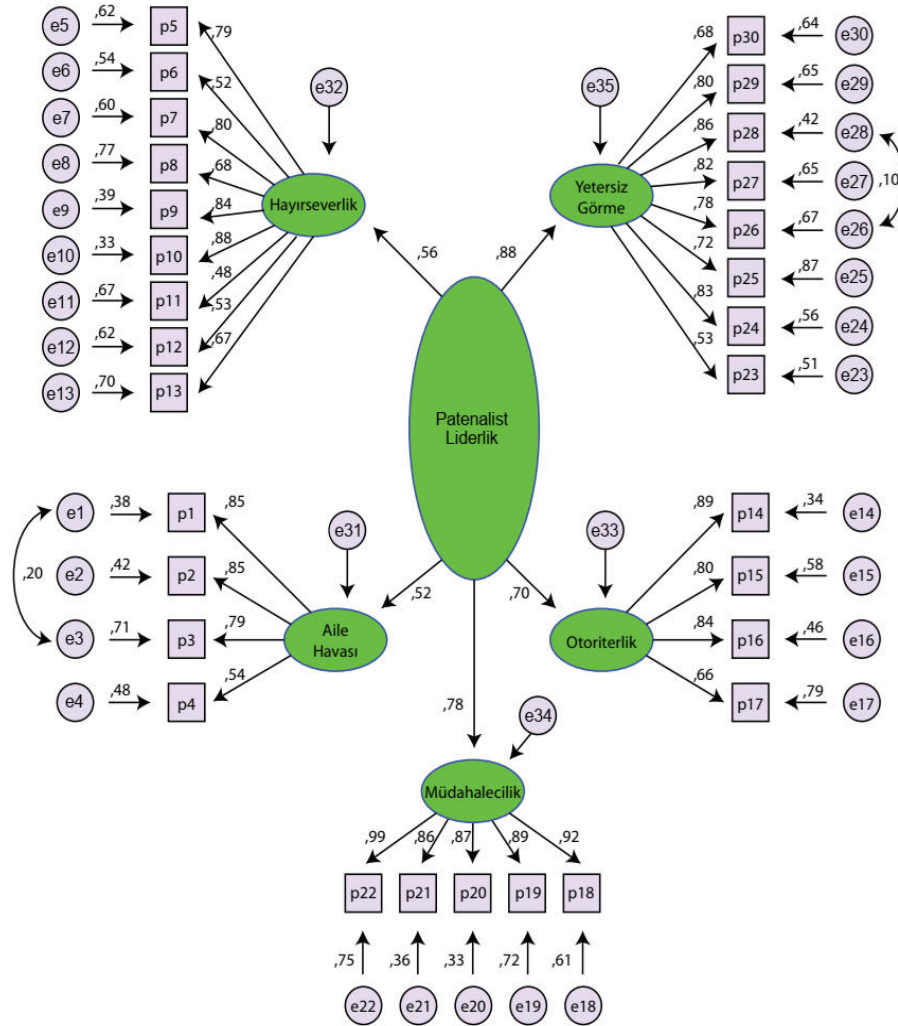 e5 ,62 p5 ,79
e6 ,54 p6 ,52
e7 ,60 p7 ,80
e8 ,77 p8 ,68
e9 ,39 p9 ,84
e10 ,33 p10 ,88
e11 ,67 p11 ,48
e12 ,62 p12 ,53
e13 ,70 p13 ,67
e32
Hayırseverlik
,56
e35
Yetersiz
Görme
,88
,68 p30 ,64 e30
,80 p29 ,65 e29
,86 p28 ,42 e28
,82 p27 ,65 e27
,10
,78 p26 ,67 e26
,72 p25 ,87 e25
,83 p24 ,56 e24
,53 p23 ,51 e23
Patenalist
Liderlik
e1 ,38 p1 ,85
e2 ,42 p2 ,85
,20
e3 ,71 p3 ,79
e4 ,48 p4 ,54
e31
Aile
Havası
,52
e33
Otoriterlik
,70
,89 p14 ,34 e14
,80 p15 ,58 e15
,84 p16 ,46 e16
,66 p17 ,79 e17
,78
e34
Müdahalecilik
,99 ,86 ,87 ,89 ,92
p22 p21 p20 p19 p18
,75 ,36 ,33 ,72 ,61
e22 e21 e20 e19 e18